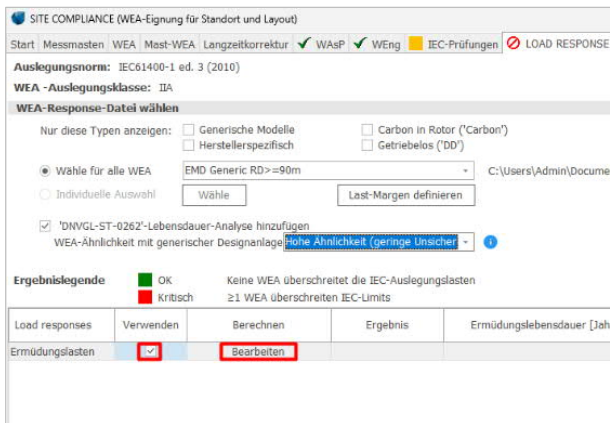 SITE COMPLIANCE (WEA-Eignung für Standort und Layout)
Start Messmasten WEA Mast-WEA Langzeitkorrektur WAsP WEng IEC-Prüfungen LOAD RESPONSE
Auslegungsnorm: IEC61400-1 ed. 3 (2010)
WEA -Auslegungsklasse: IIA
WEA-Response-Datei wählen
Nur diese Typen anzeigen: Generische Modelle Carbon in Rotor ('Carbon')
Herstellerspezifisch Getriebelos ('DD')
Wähle für alle WEA EMD Generic RD>=90m C:\Users\Admin\Docume
Individuelle Auswahl Wähle Last-Margen definieren
'DNVGL-ST-0262'-Lebensdauer-Analyse hinzufügen
WEA-Ähnlichkeit mit generischer Designanlage Hohe Ähnlichkeit (geringe Unsicher
Ergebnislegende OK Keine WEA überschreitet die IEC-Auslegungslasten
Kritisch ≥1 WEA überschreiten IEC-Limits
Load responses Verwenden Berechnen Ergebnis Ermüdungslebensdauer [Jah
Ermüdungslasten Bearbeiten